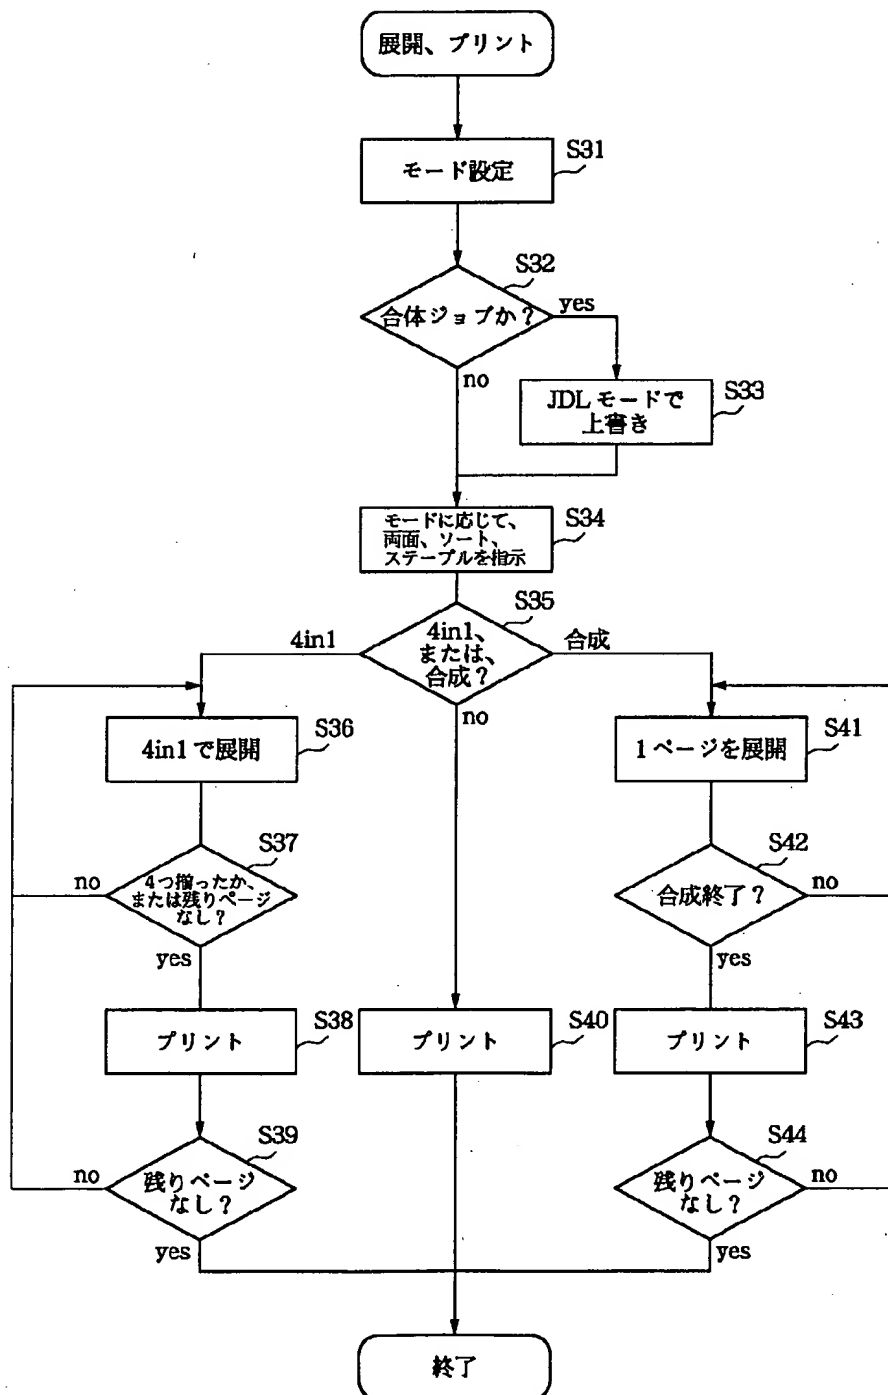 展開、プリント
S31
モード設定
S32
合体ジョブか?
yes
no
S33
JDLモードで
上書き
S34
モードに応じて、
両面、ソート、
ステープルを指示
S35
4in1、
または、
合成?
4in1
合成
no
S36
4in1で展開
S41
1ページを展開
S37
4つ揃ったか、
または残りページ
なし?
no
yes
S42
合成終了?
no
yes
S38
プリント
S40
プリント
S43
プリント
S39
残りページ
なし?
no
yes
S44
残りページ
なし?
no
yes
終了